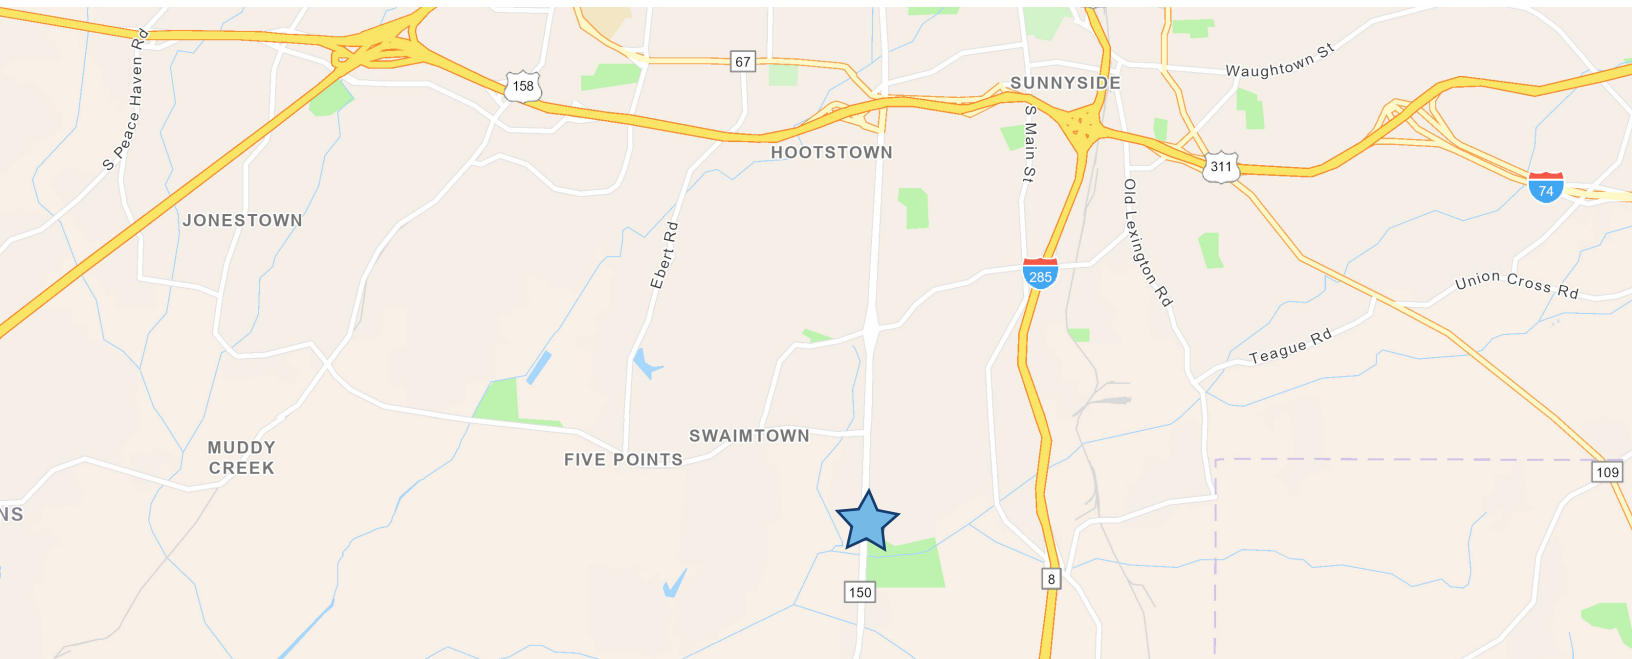 S Peace Haven Rd
67
158
SUNNYSIDE
Waughtown St
S Main St
HOOTSTOWN
311
74
JONESTOWN
Ebert Rd
Old Lexington Rd
285
Union Cross Rd
Teague Rd
SWAIMTOWN
MUDDY
CREEK
FIVE POINTS
109
NS
8
150